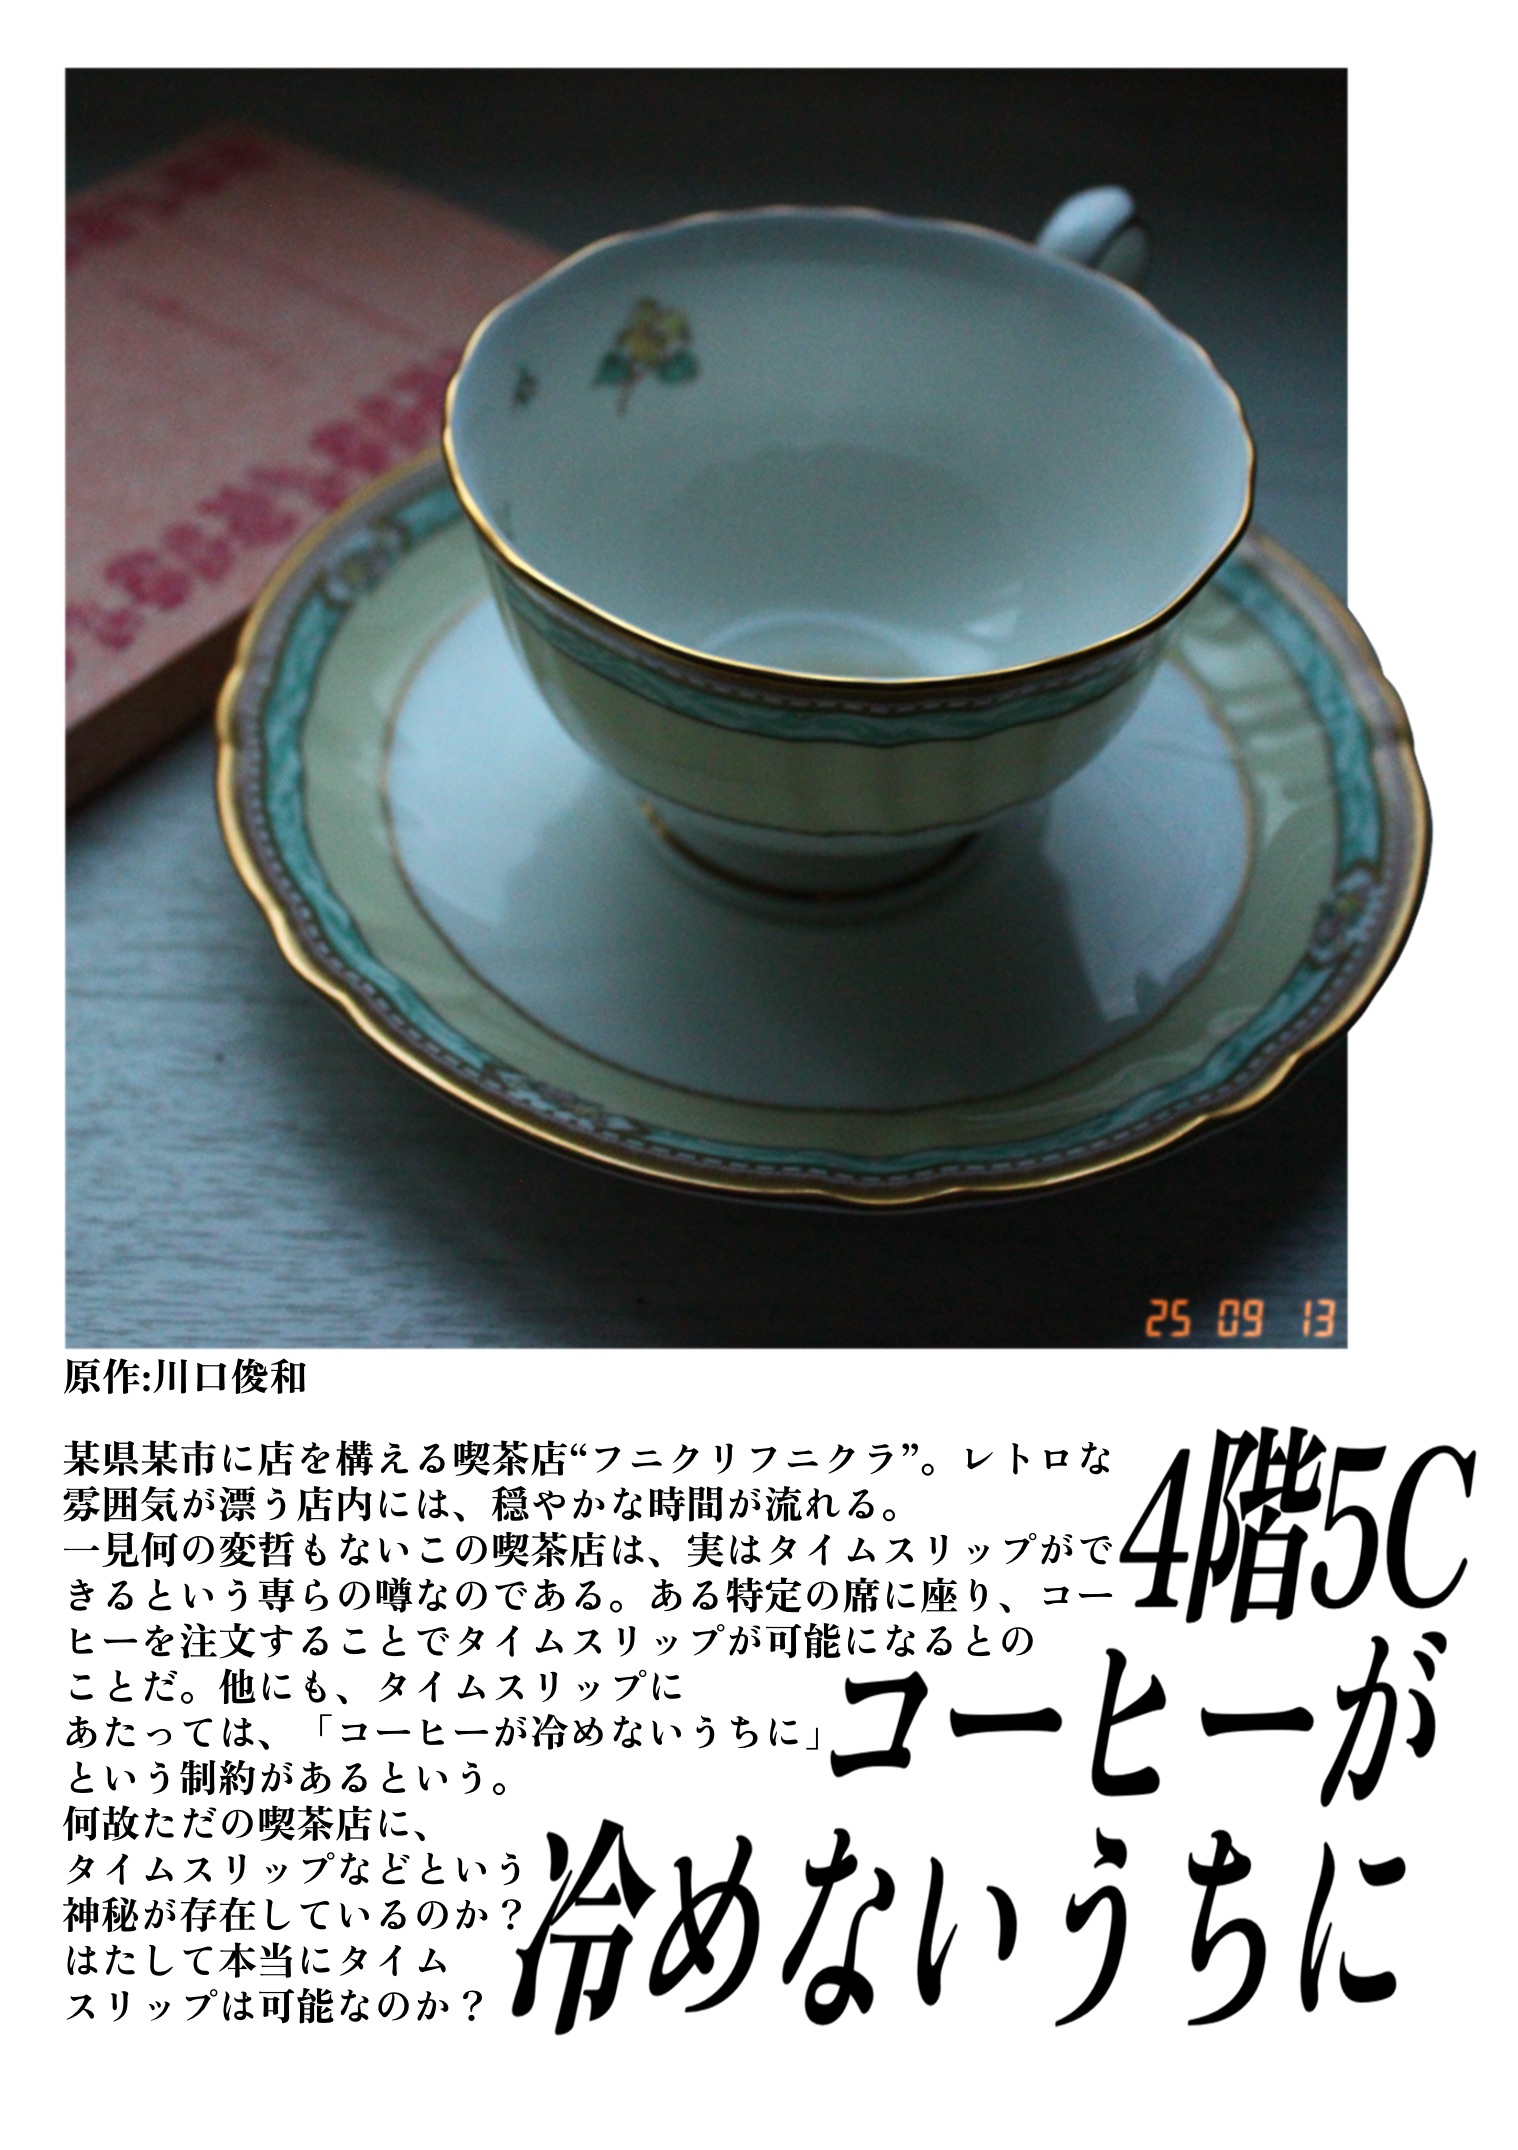 25 09 13
原作:川口俊和
某県某市に店を構える喫茶店“フニクリフニクラ”。レトロな
雰囲気が漂う店内には、穏やかな時間が流れる。
一見何の変哲もないこの喫茶店は、実はタイムスリップがで
きるという専らの噂なのである。ある特定の席に座り、コー
ヒーを注文することでタイムスリップが可能になるとの
ことだ。他にも、タイムスリップに
あたっては、「コーヒーが冷めないうちに」
という制約があるという。
何故ただの喫茶店に、
タイムスリップなどという
神秘が存在しているのか？
はたして本当にタイム
スリップは可能なのか？
4階5C
コーヒーが
冷めないうちに